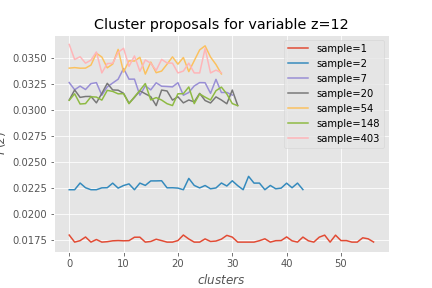 Cluster proposals for variable z=12
sample=1
sample=2
sample=7
sample=20
sample=54
sample=148
sample=403
0.0350
0.0325
0.0300
0.0275
0.0250
0.0225
0.0200
0.0175
0 10 20 30 40 50
clusters